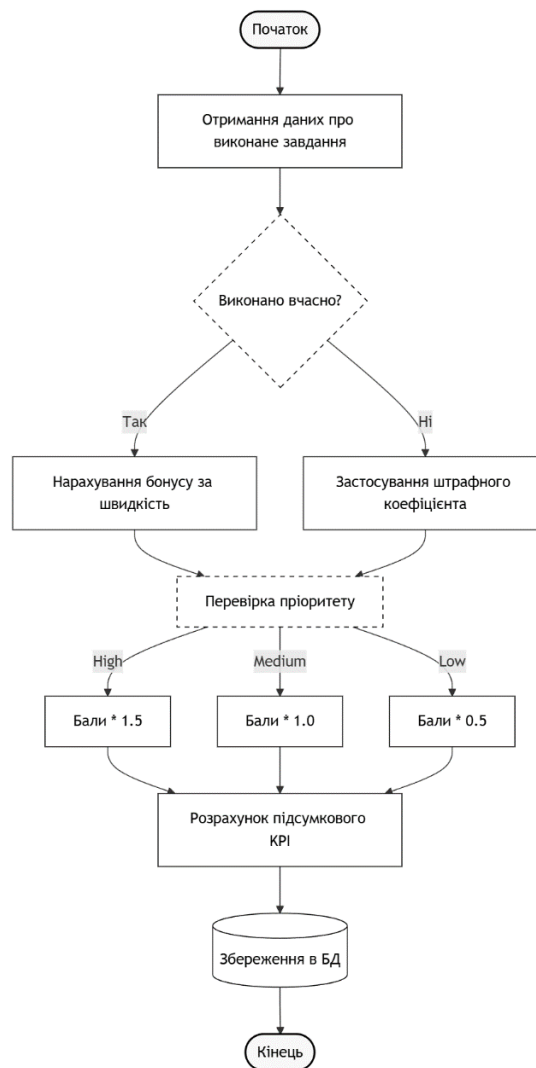 Початок
Отримання даних про
виконане завдання
Виконано вчасно?
Так
Ні
Нарахування бонусу за
швидкість
Застосування штрафного
коефіцієнта
Перевірка пріоритету
High
Medium
Low
Бали * 1.5
Бали * 1.0
Бали * 0.5
Розрахунок підсумкового
KPI
Збереження в БД
Кінець